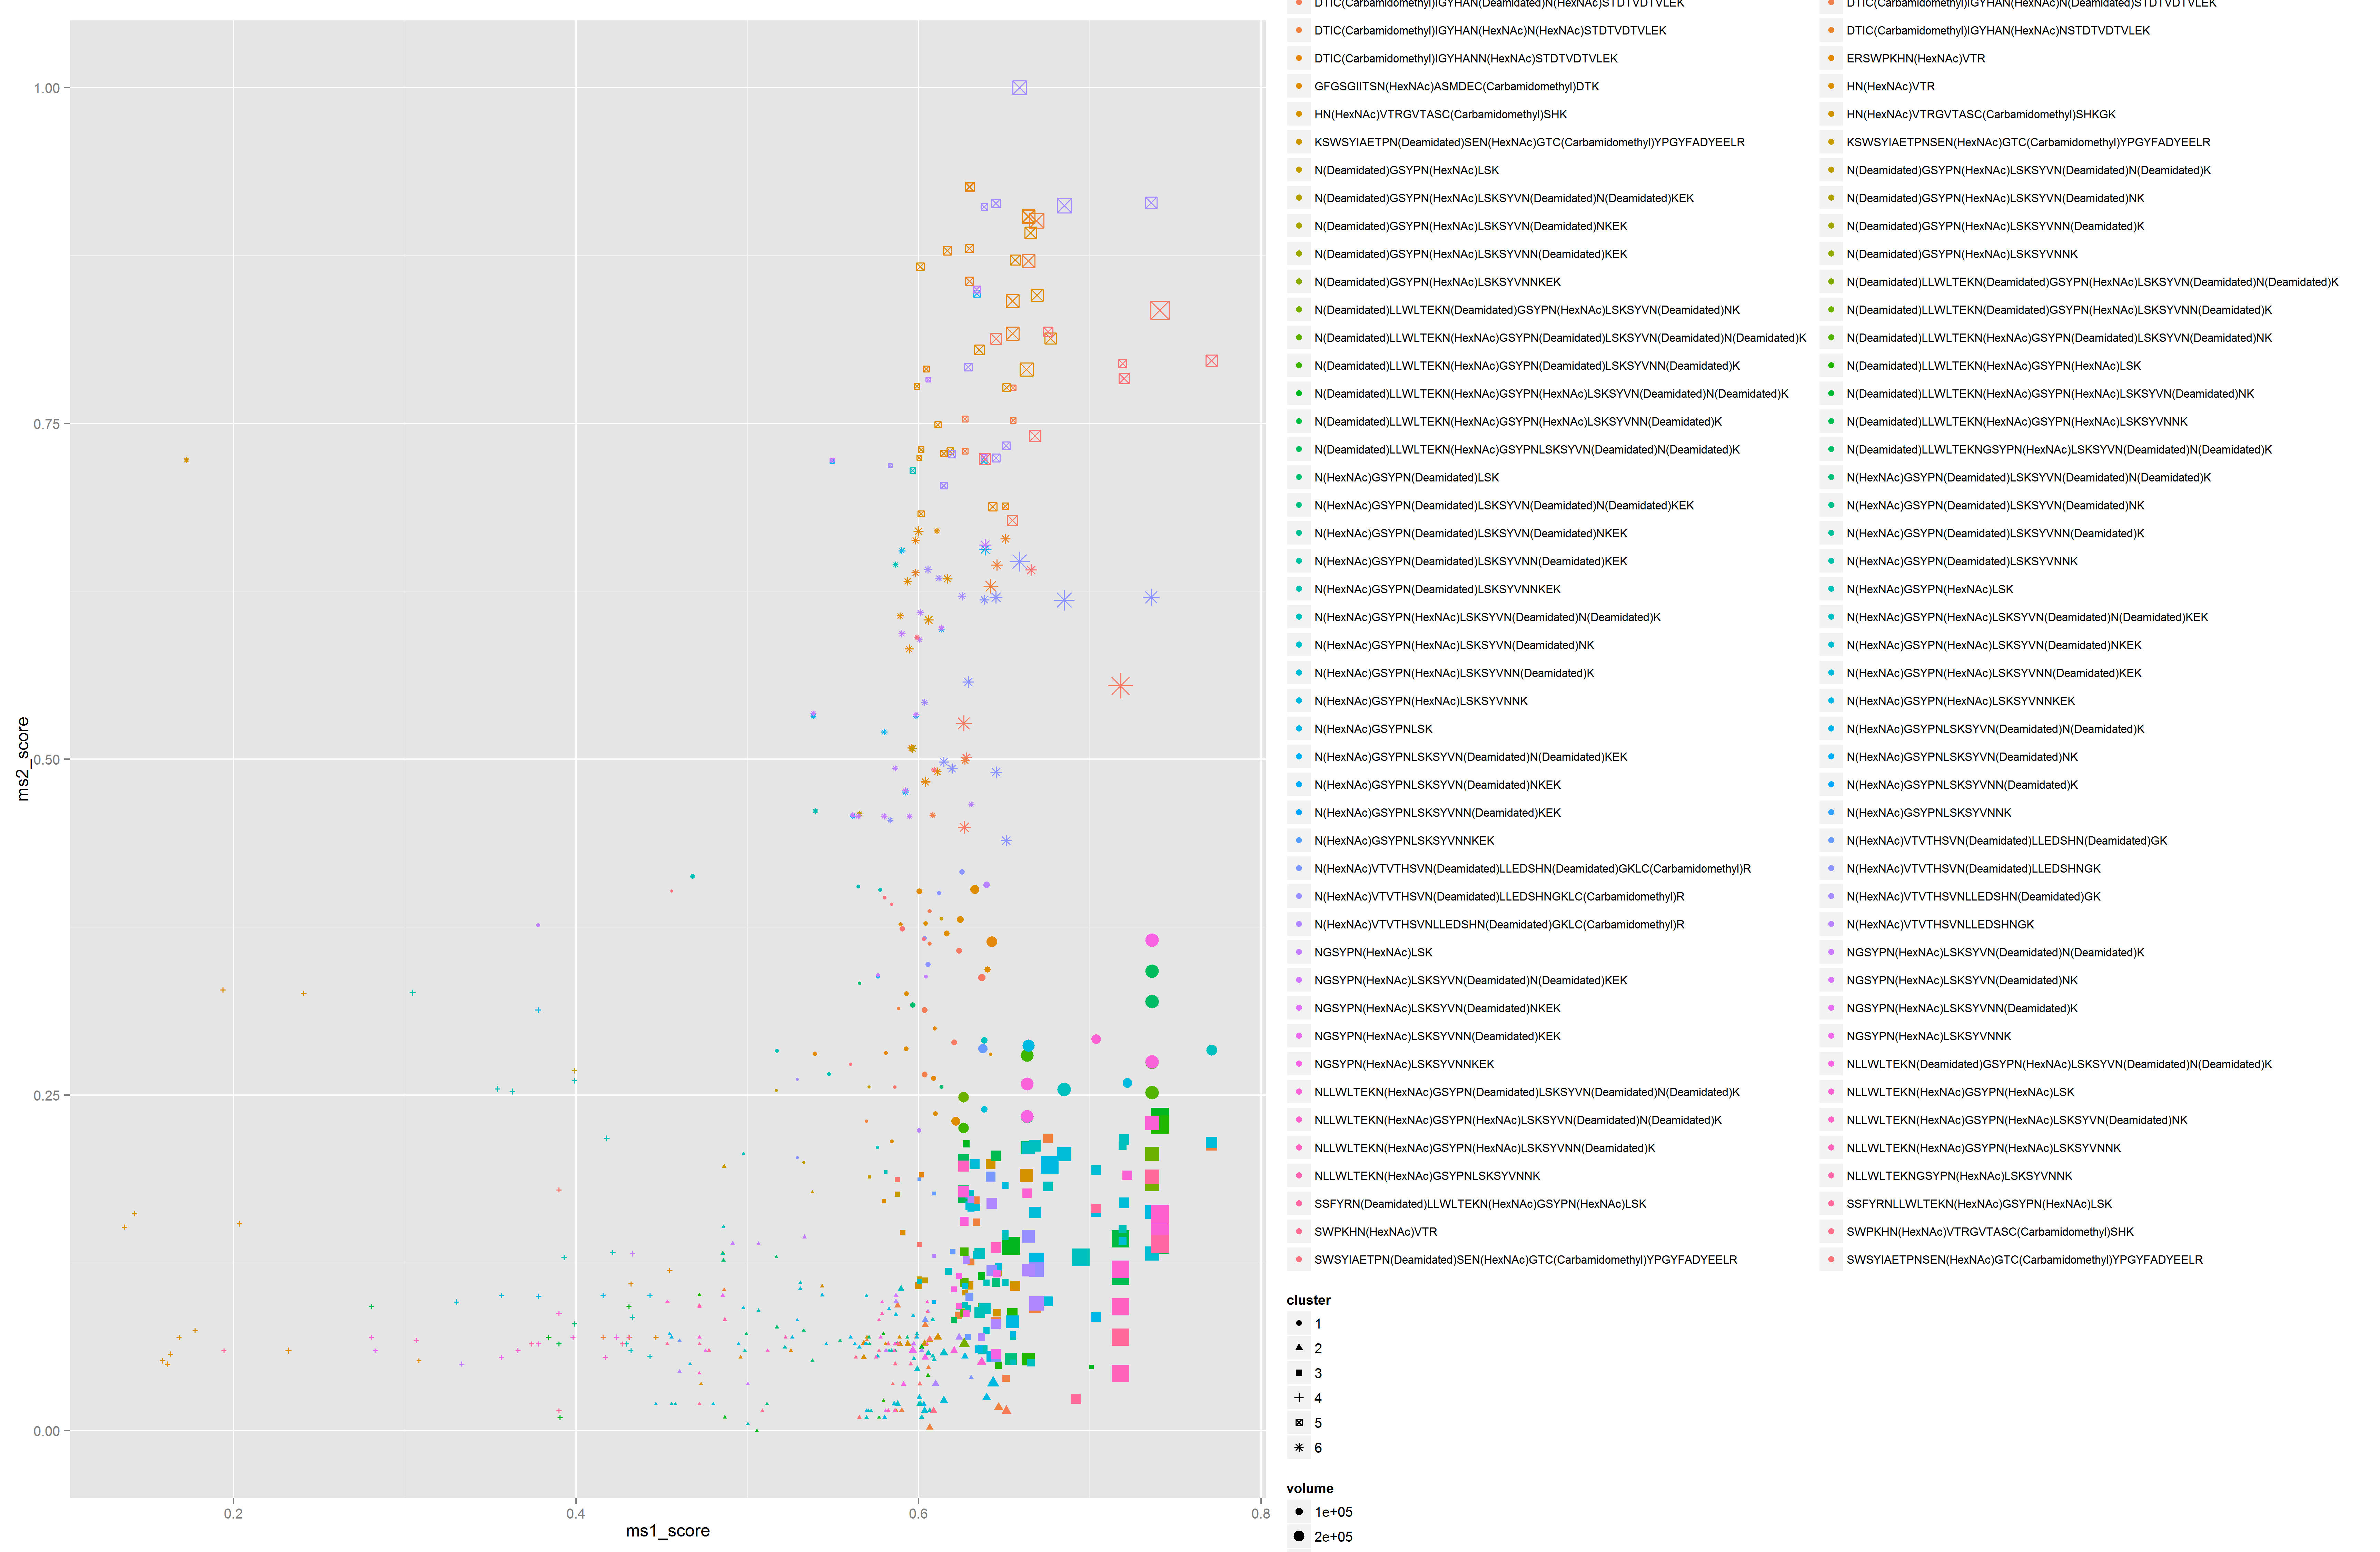 DTIC(Carbamidomethyl)IGYHAN(Deamidated)N(HexNAc)STDTVDTVLEK DTIC(Carbamidomethyl)IGYHAN(HexNAc)N(Deamidated)STDTVDTVLEK
DTIC(Carbamidomethyl)IGYHAN(HexNAc)N(HexNAc)STDTVDTVLEK DTIC(Carbamidomethyl)IGYHAN(HexNAc)NSTDTVDTVLEK
DTIC(Carbamidomethyl)IGYHANN(HexNAc)STDTVDTVLEK ERSWPKHN(HexNAc)VTR
GFGSGIITSN(HexNAc)ASMDEC(Carbamidomethyl)DTK HN(HexNAc)VTR
HN(HexNAc)VTRGVTASC(Carbamidomethyl)SHK HN(HexNAc)VTRGVTASC(Carbamidomethyl)SHKGK
KSWSYIAETPN(Deamidated)SEN(HexNAc)GTC(Carbamidomethyl)YPGYFADYEELR KSWSYIAETPNSEN(HexNAc)GTC(Carbamidomethyl)YPGYFADYEELR
N(Deamidated)GSYPN(HexNAc)LSK N(Deamidated)GSYPN(HexNAc)LSKSYVN(Deamidated)N(Deamidated)K
N(Deamidated)GSYPN(HexNAc)LSKSYVN(Deamidated)N(Deamidated)KEK N(Deamidated)GSYPN(HexNAc)LSKSYVN(Deamidated)NK
N(Deamidated)GSYPN(HexNAc)LSKSYVN(Deamidated)NKEK N(Deamidated)GSYPN(HexNAc)LSKSYVNN(Deamidated)K
N(Deamidated)GSYPN(HexNAc)LSKSYVNN(Deamidated)KEK N(Deamidated)GSYPN(HexNAc)LSKSYVNNK
N(Deamidated)GSYPN(HexNAc)LSKSYVNNKEK N(Deamidated)LLWLTEKN(Deamidated)GSYPN(HexNAc)LSKSYVN(Deamidated)N(Deamidated)K
N(Deamidated)LLWLTEKN(Deamidated)GSYPN(HexNAc)LSKSYVN(Deamidated)NK N(Deamidated)LLWLTEKN(Deamidated)GSYPN(HexNAc)LSKSYVNN(Deamidated)K
N(Deamidated)LLWLTEKN(HexNAc)GSYPN(Deamidated)LSKSYVN(Deamidated)N(Deamidated)K N(Deamidated)LLWLTEKN(HexNAc)GSYPN(Deamidated)LSKSYVN(Deamidated)NK
N(Deamidated)LLWLTEKN(HexNAc)GSYPN(Deamidated)LSKSYVNN(Deamidated)K N(Deamidated)LLWLTEKN(HexNAc)GSYPN(HexNAc)LSK
N(Deamidated)LLWLTEKN(HexNAc)GSYPN(HexNAc)LSKSYVN(Deamidated)N(Deamidated)K N(Deamidated)LLWLTEKN(HexNAc)GSYPN(HexNAc)LSKSYVN(Deamidated)NK
N(Deamidated)LLWLTEKN(HexNAc)GSYPN(HexNAc)LSKSYVNN(Deamidated)K N(Deamidated)LLWLTEKN(HexNAc)GSYPN(HexNAc)LSKSYVNNK
N(Deamidated)LLWLTEKN(HexNAc)GSYPNLSKSYVN(Deamidated)N(Deamidated)K N(Deamidated)LLWLTEKNGSYPN(HexNAc)LSKSYVN(Deamidated)N(Deamidated)K
N(HexNAc)GSYPN(Deamidated)LSK N(HexNAc)GSYPN(Deamidated)LSKSYVN(Deamidated)N(Deamidated)K
N(HexNAc)GSYPN(Deamidated)LSKSYVN(Deamidated)N(Deamidated)KEK N(HexNAc)GSYPN(Deamidated)LSKSYVN(Deamidated)NK
N(HexNAc)GSYPN(Deamidated)LSKSYVN(Deamidated)NKEK N(HexNAc)GSYPN(Deamidated)LSKSYVNN(Deamidated)K
N(HexNAc)GSYPN(Deamidated)LSKSYVNN(Deamidated)KEK N(HexNAc)GSYPN(Deamidated)LSKSYVNNK
N(HexNAc)GSYPN(Deamidated)LSKSYVNNKEK N(HexNAc)GSYPN(HexNAc)LSK
N(HexNAc)GSYPN(HexNAc)LSKSYVN(Deamidated)N(Deamidated)K N(HexNAc)GSYPN(HexNAc)LSKSYVN(Deamidated)N(Deamidated)KEK
N(HexNAc)GSYPN(HexNAc)LSKSYVN(Deamidated)NK N(HexNAc)GSYPN(HexNAc)LSKSYVN(Deamidated)NKEK
N(HexNAc)GSYPN(HexNAc)LSKSYVNN(Deamidated)K N(HexNAc)GSYPN(HexNAc)LSKSYVNN(Deamidated)KEK
N(HexNAc)GSYPN(HexNAc)LSKSYVNNK N(HexNAc)GSYPN(HexNAc)LSKSYVNNKEK
N(HexNAc)GSYPNLSK N(HexNAc)GSYPNLSKSYVN(Deamidated)N(Deamidated)K
N(HexNAc)GSYPNLSKSYVN(Deamidated)N(Deamidated)KEK N(HexNAc)GSYPNLSKSYVN(Deamidated)NK
N(HexNAc)GSYPNLSKSYVN(Deamidated)NKEK N(HexNAc)GSYPNLSKSYVNN(Deamidated)K
N(HexNAc)GSYPNLSKSYVNN(Deamidated)KEK N(HexNAc)GSYPNLSKSYVNNK
N(HexNAc)GSYPNLSKSYVNNKEK N(HexNAc)VTVTHSVN(Deamidated)LLEDSHN(Deamidated)GK
N(HexNAc)VTVTHSVN(Deamidated)LLEDSHN(Deamidated)GKLC(Carbamidomethyl)R N(HexNAc)VTVTHSVN(Deamidated)LLEDSHNGK
N(HexNAc)VTVTHSVN(Deamidated)LLEDSHNGKLC(Carbamidomethyl)R N(HexNAc)VTVTHSVNLLEDSHN(Deamidated)GK
N(HexNAc)VTVTHSVNLLEDSHN(Deamidated)GKLC(Carbamidomethyl)R N(HexNAc)VTVTHSVNLLEDSHNGK
NGSYPN(HexNAc)LSK NGSYPN(HexNAc)LSKSYVN(Deamidated)N(Deamidated)K
NGSYPN(HexNAc)LSKSYVN(Deamidated)N(Deamidated)KEK NGSYPN(HexNAc)LSKSYVN(Deamidated)NK
NGSYPN(HexNAc)LSKSYVN(Deamidated)NKEK NGSYPN(HexNAc)LSKSYVNN(Deamidated)K
NGSYPN(HexNAc)LSKSYVNN(Deamidated)KEK NGSYPN(HexNAc)LSKSYVNNK
NGSYPN(HexNAc)LSKSYVNNKEK NLLWLTEKN(Deamidated)GSYPN(HexNAc)LSKSYVN(Deamidated)N(Deamidated)K
NLLWLTEKN(HexNAc)GSYPN(Deamidated)LSKSYVN(Deamidated)N(Deamidated)K NLLWLTEKN(HexNAc)GSYPN(HexNAc)LSK
NLLWLTEKN(HexNAc)GSYPN(HexNAc)LSKSYVN(Deamidated)N(Deamidated)K NLLWLTEKN(HexNAc)GSYPN(HexNAc)LSKSYVN(Deamidated)NK
NLLWLTEKN(HexNAc)GSYPN(HexNAc)LSKSYVNN(Deamidated)K NLLWLTEKN(HexNAc)GSYPN(HexNAc)LSKSYVNNK
NLLWLTEKN(HexNAc)GSYPNLSKSYVNNK NLLWLTEKNGSYPN(HexNAc)LSKSYVNNK
SSFYRN(Deamidated)LLWLTEKN(HexNAc)GSYPN(HexNAc)LSK SSFYRNLLWLTEKN(HexNAc)GSYPN(HexNAc)LSK
SWPKHN(HexNAc)VTR SWPKHN(HexNAc)VTRGVTASC(Carbamidomethyl)SHK
SWSYIAETPN(Deamidated)SEN(HexNAc)GTC(Carbamidomethyl)YPGYFADYEELR SWSYIAETPNSEN(HexNAc)GTC(Carbamidomethyl)YPGYFADYEELR
cluster
1
2
3
4
5
6
volume
1e+05
2e+05
1.00
0.75
0.50
0.25
0.00
ms2_score
0.2 0.4 0.6 0.8
ms1_score